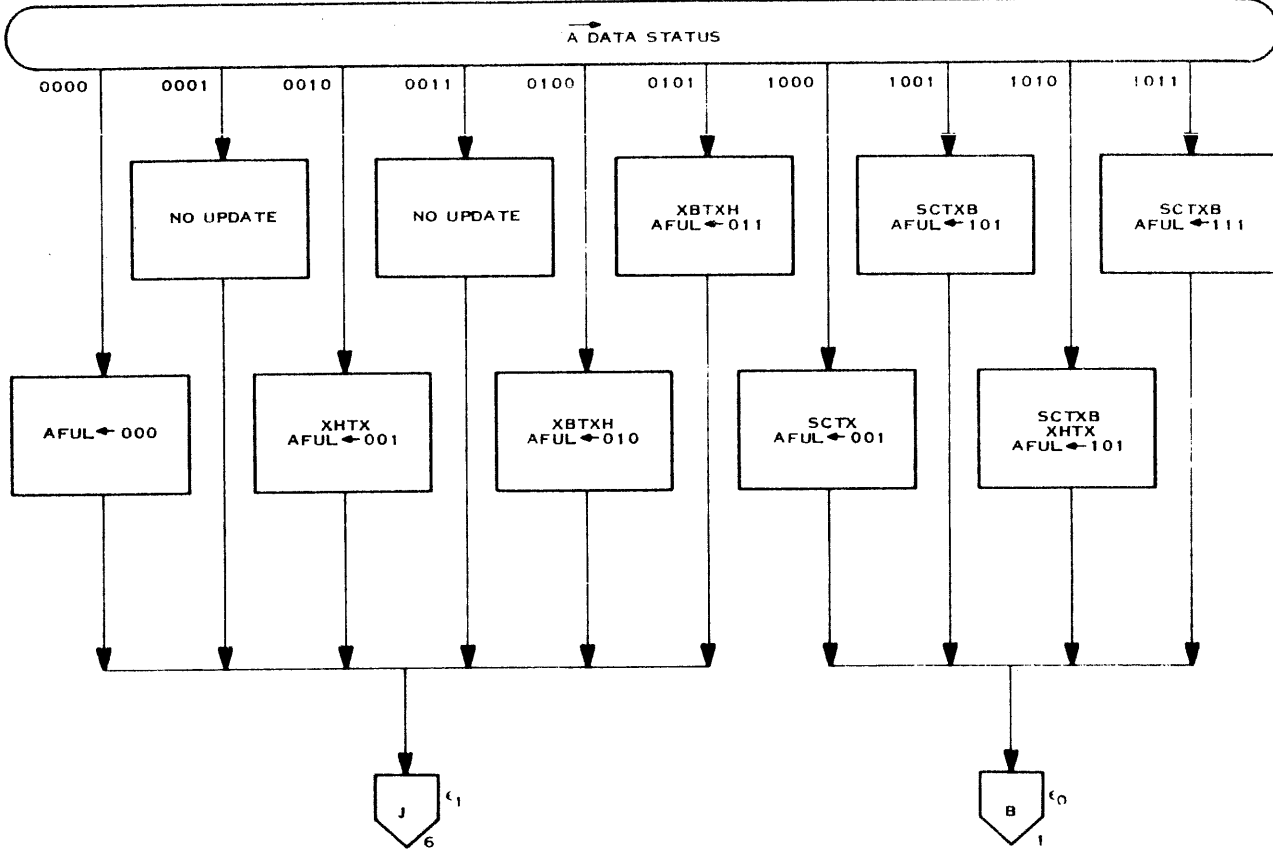 A DATA STATUS
0000 0001 0010 0011 0100 0101 1000 1001 1010 1011
NO UPDATE
NO UPDATE
XBTXH
AFUL←011
SCTXB
AFUL←101
SCTXB
AFUL←111
AFUL←000
XHTX
AFUL←001
XBTXH
AFUL←010
SCTX
AFUL←001
SCTXB
XHTX
AFUL←101
J
ϵ1
6
B
ϵ0
1